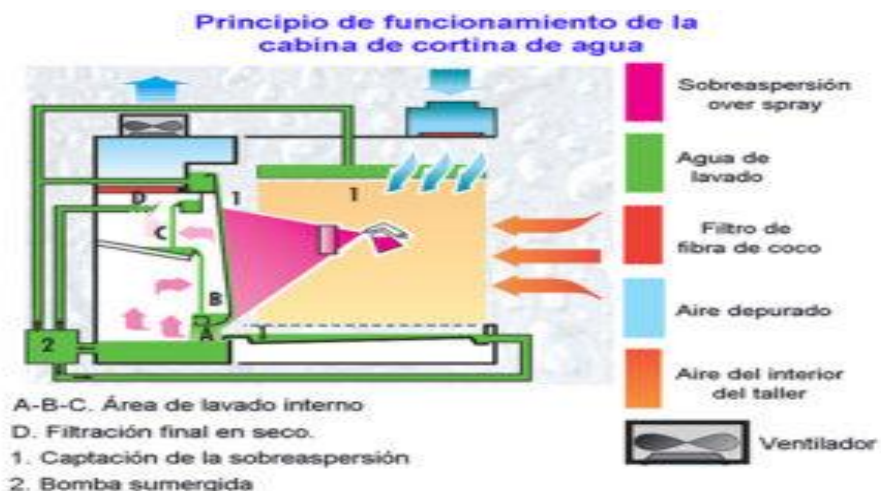 Principio de funcionamiento de la
cabina de cortina de agua
Sobreaspersión
over spray
Agua de
lavado
Filtro de
fibra de coco
Aire depurado
Aire del interior
del taller
Ventilador
D
1
1
C
B
A
1
2
A-B-C. Área de lavado interno
D. Filtración final en seco.
1. Captación de la sobreaspersión
2. Bomba sumergida